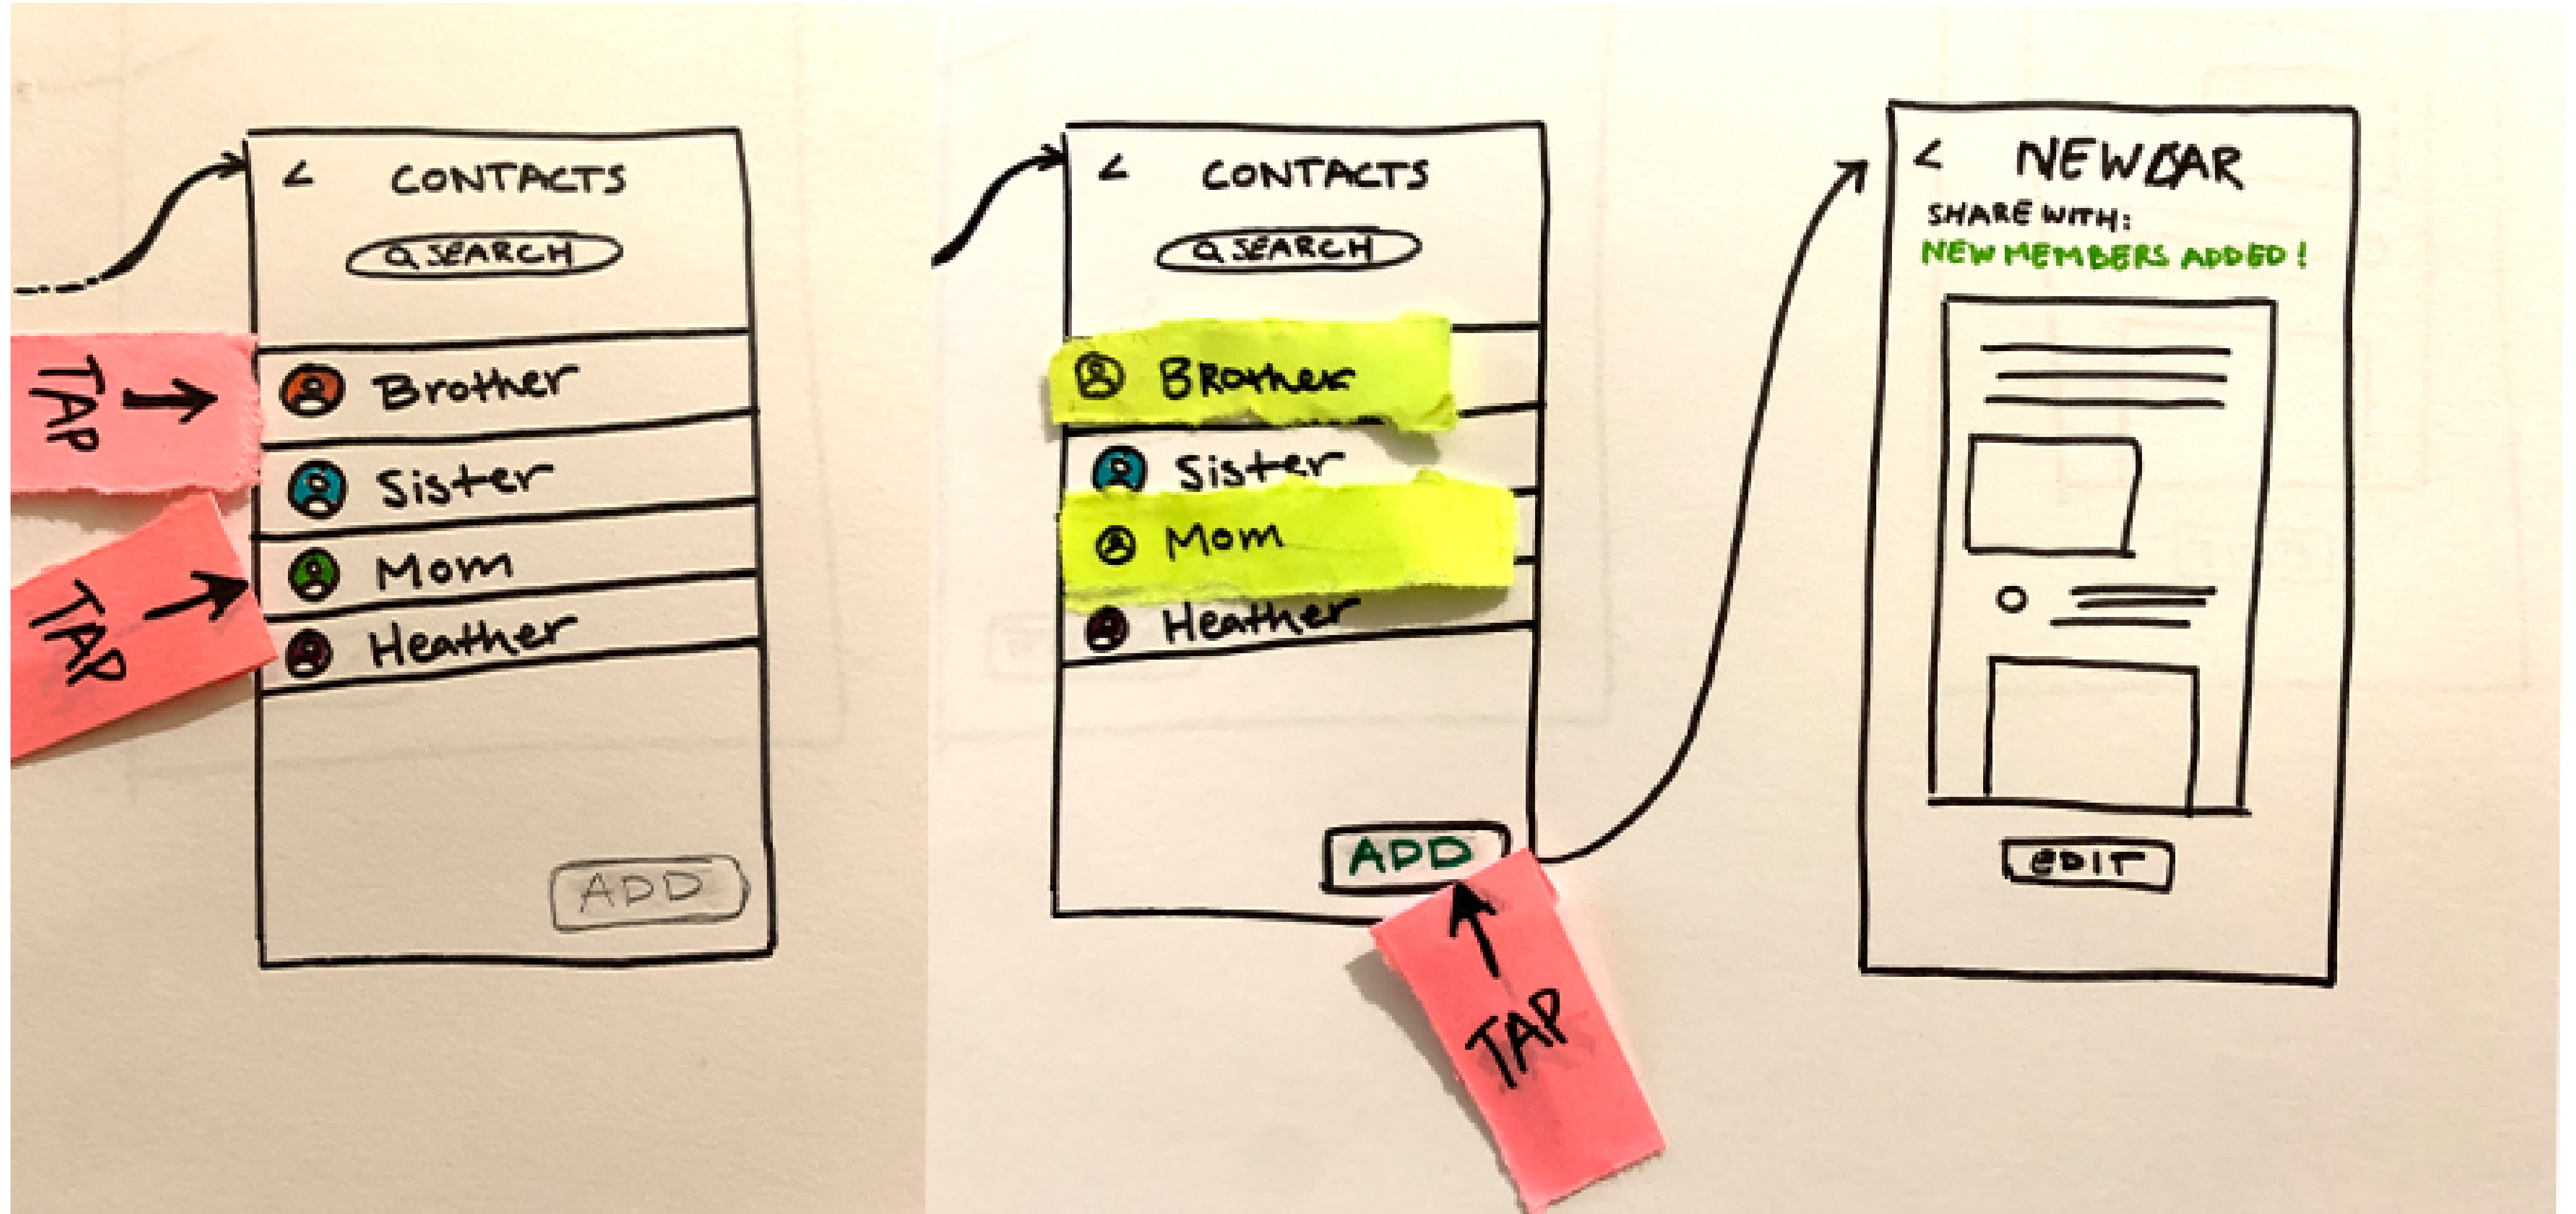 < CONTACTS
SEARCH
TAP →
Brother
Sister
TAP →
Mom
Heather
ADD
< CONTACTS
SEARCH
BRother
Sister
Mom
Heather
ADD
TAP
< NEW CAR
SHARE WITH:
NEW MEMBERS ADDED!
EDIT